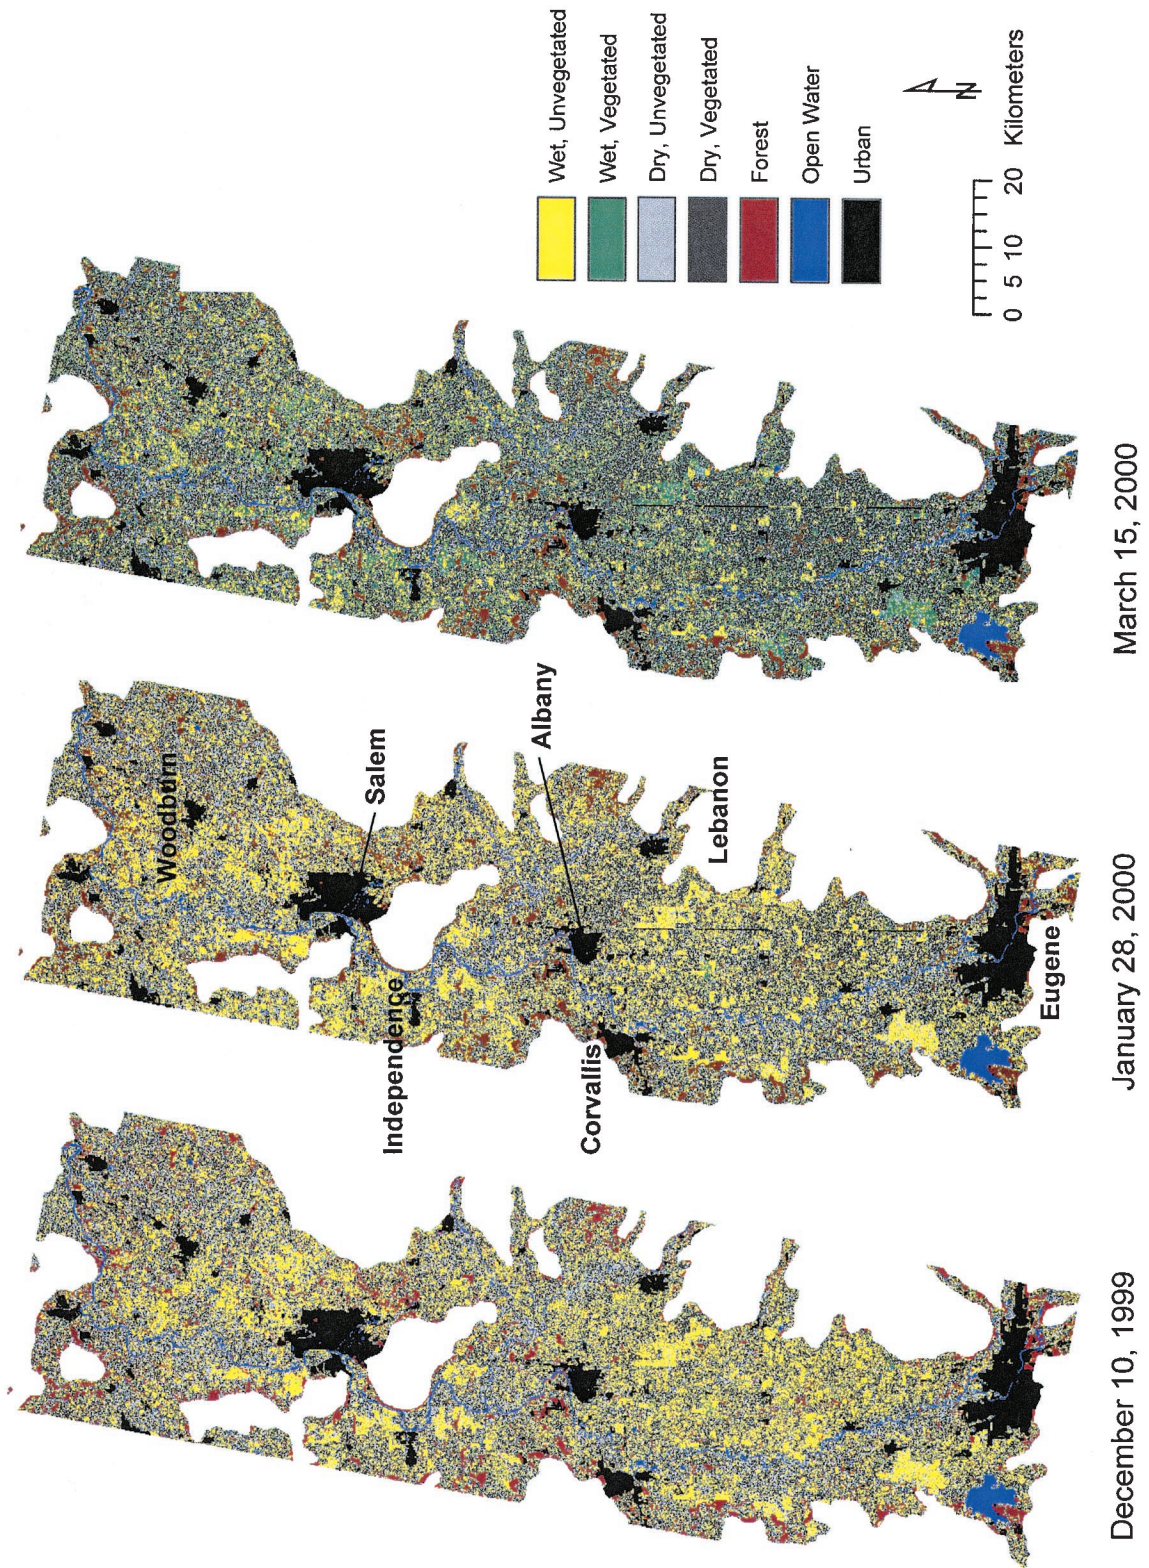 Wet, Unvegetated
Wet, Vegetated
Dry, Unvegetated
Dry, Vegetated
Forest
Open Water
Urban
N
0 5 10 20 Kilometers
Woodburn
Salem
Independence
Albany
Corvallis
Lebanon
Eugene
December 10, 1999
January 28, 2000
March 15, 2000